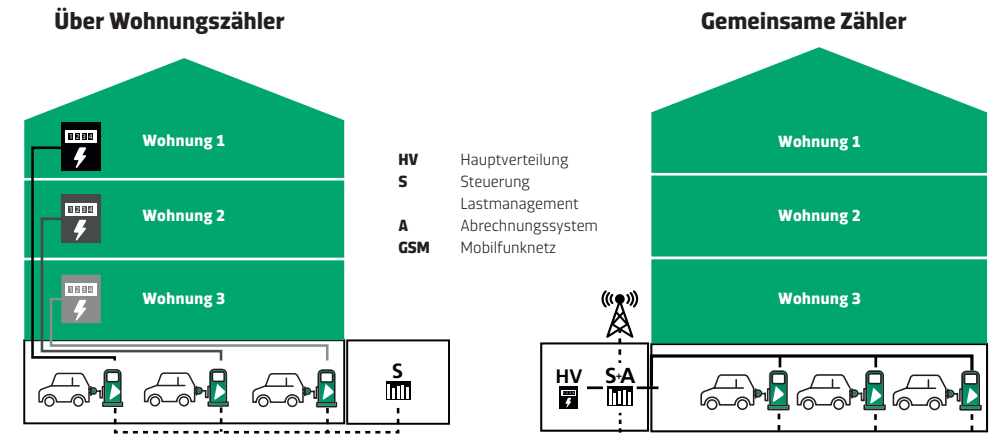 Über Wohnungszähler
Wohnung 1
Wohnung 2
Wohnung 3
S
HV Hauptverteilung
S Steuerung
Lastmanagement
A Abrechnungssystem
GSM Mobilfunknetz
Gemeinsame Zähler
Wohnung 1
Wohnung 2
Wohnung 3
HV
S+A